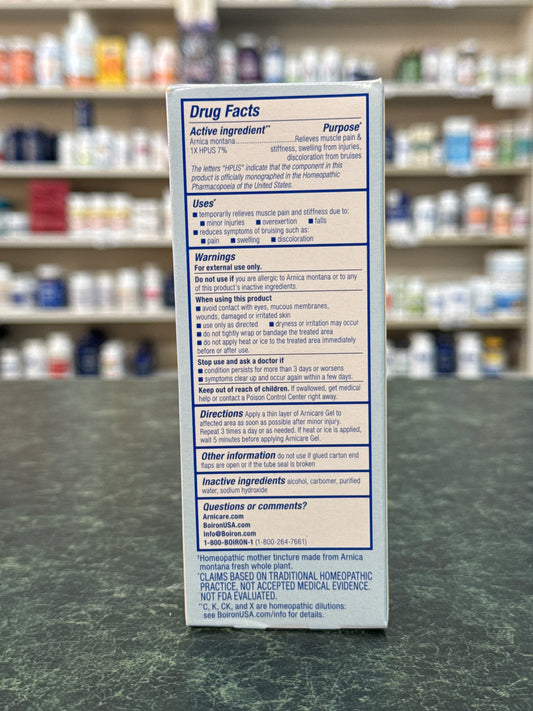 Drug Facts
Active ingredient** Purpose*
Arnica montana........................Relieves muscle pain &
1X HPUS 7% stiffness, swelling from injuries,
discoloration from bruises
The letters "HPUS" indicate that the component in this
product is officially monographed in the Homeopathic
Pharmacopoeia of the United States.
Uses*
■ temporarily relieves muscle pain and stiffness due to:
■ minor injuries ■ overexertion ■ falls
■ reduces symptoms of bruising such as:
■ pain ■ swelling ■ discoloration
Warnings
For external use only.
Do not use if you are allergic to Arnica montana or to any
of this product's inactive ingredients.
When using this product
■ avoid contact with eyes, mucous membranes,
wounds, damaged or irritated skin
■ use only as directed ■ dryness or irritation may occur
■ do not tightly wrap or bandage the treated area
■ do not apply heat or ice to the treated area immediately
before or after use.
Stop use and ask a doctor if
■ condition persists for more than 3 days or worsens
■ symptoms clear up and occur again within a few days.
Keep out of reach of children. If swallowed, get medical
help or contact a Poison Control Center right away.
Directions Apply a thin layer of Arnicare Gel to
affected area as soon as possible after minor injury.
Repeat 3 times a day or as needed. If heat or ice is applied,
wait 5 minutes before applying Arnicare Gel.
Other information do not use if glued carton end
flaps are open or if the tube seal is broken
Inactive ingredients alcohol, carbomer, purified
water, sodium hydroxide
Questions or comments?
Arnicare.com
BoironUSA.com
Info@Boiron.com
1-800-BOIRON-1 (1-800-264-7661)
†Homeopathic mother tincture made from Arnica
montana fresh whole plant.
*CLAIMS BASED ON TRADITIONAL HOMEOPATHIC
PRACTICE, NOT ACCEPTED MEDICAL EVIDENCE.
NOT FDA EVALUATED.
**C, K, CK, and X are homeopathic dilutions:
see BoironUSA.com/info for details.